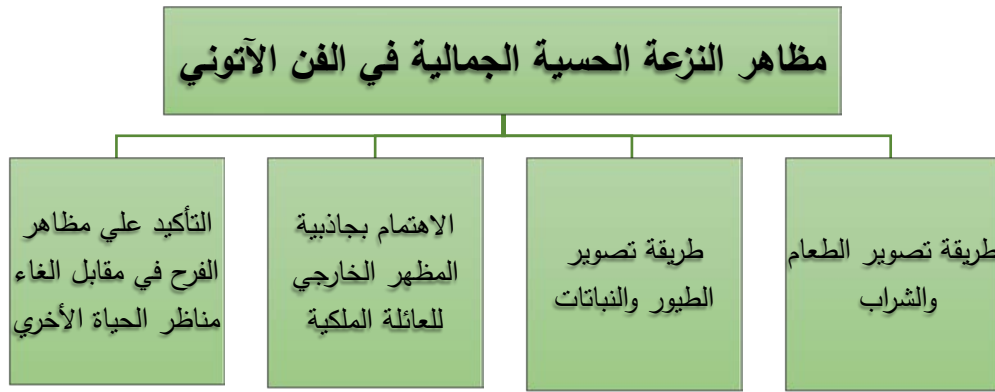 مظاهر النزعة الحسية الجمالية في الفن الآتوني
طريقة تصوير الطعام
والشراب
طريقة تصوير
الطيور والنباتات
الاهتمام بجاذبية
المظهر الخارجي
للعائلة الملكية
التأكيد علي مظاهر
الفرح في مقابل الغاء
مناظر الحياة الأخري